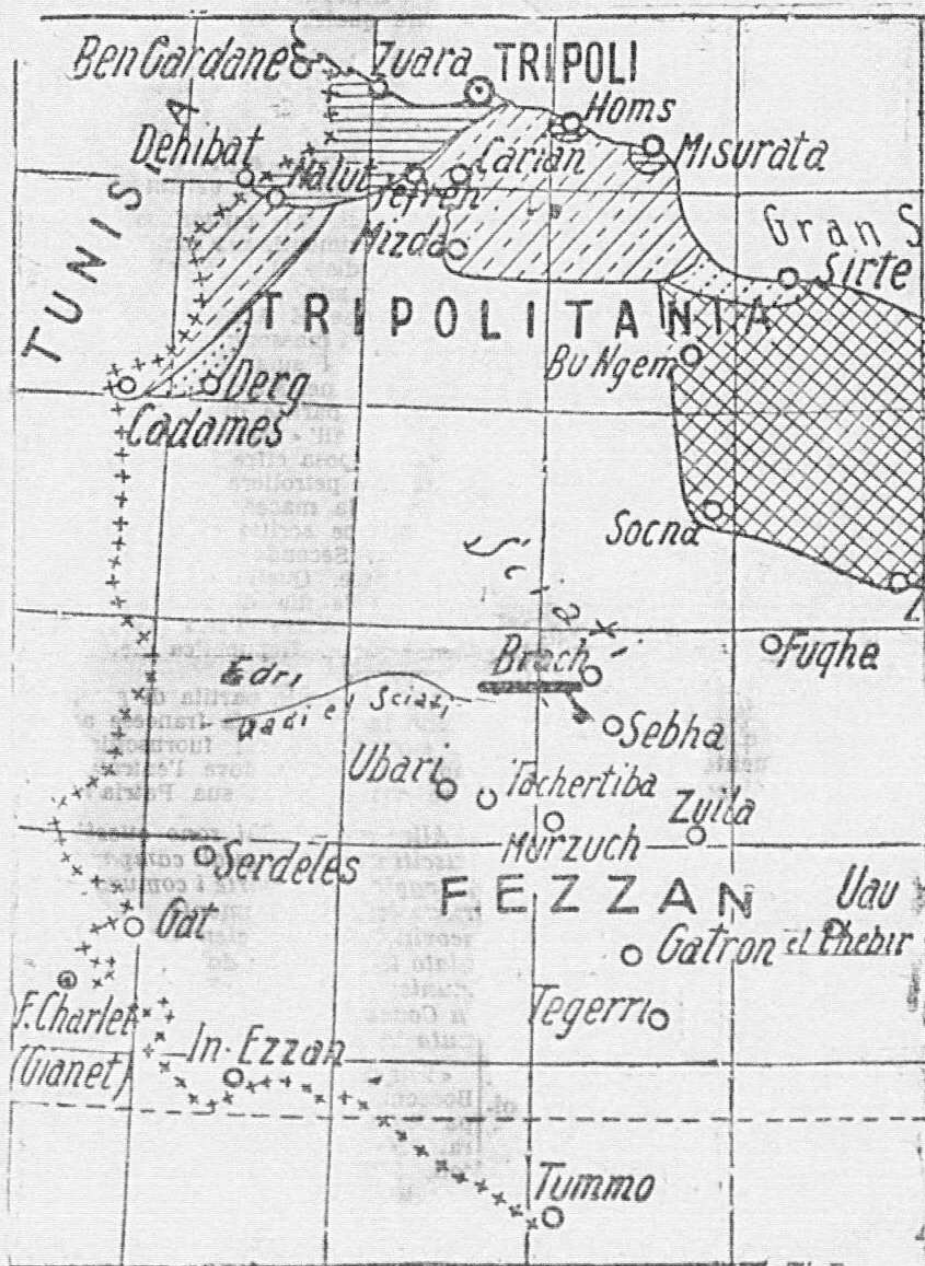 Ben Gardane
Zuara
TRIPOLI
Homs
Misurata
TUNISIA
Dehibat
Nalut
Jefren
Carian
Mizda
Gran S
Sirte
TRIPOLITANIA
Bu Ngem
Derg
Cadames
Socna
Brach
Fughe
Edri
Uadi el Sciati
Sebha
Ubari
Tachertiba
Zuila
Murzuch
Serdeles
FEZZAN
Uau
el Chebir
Gat
Gatron
F. Charlet
(Gianet)
Tegerri
In-Ezzan
Tummo